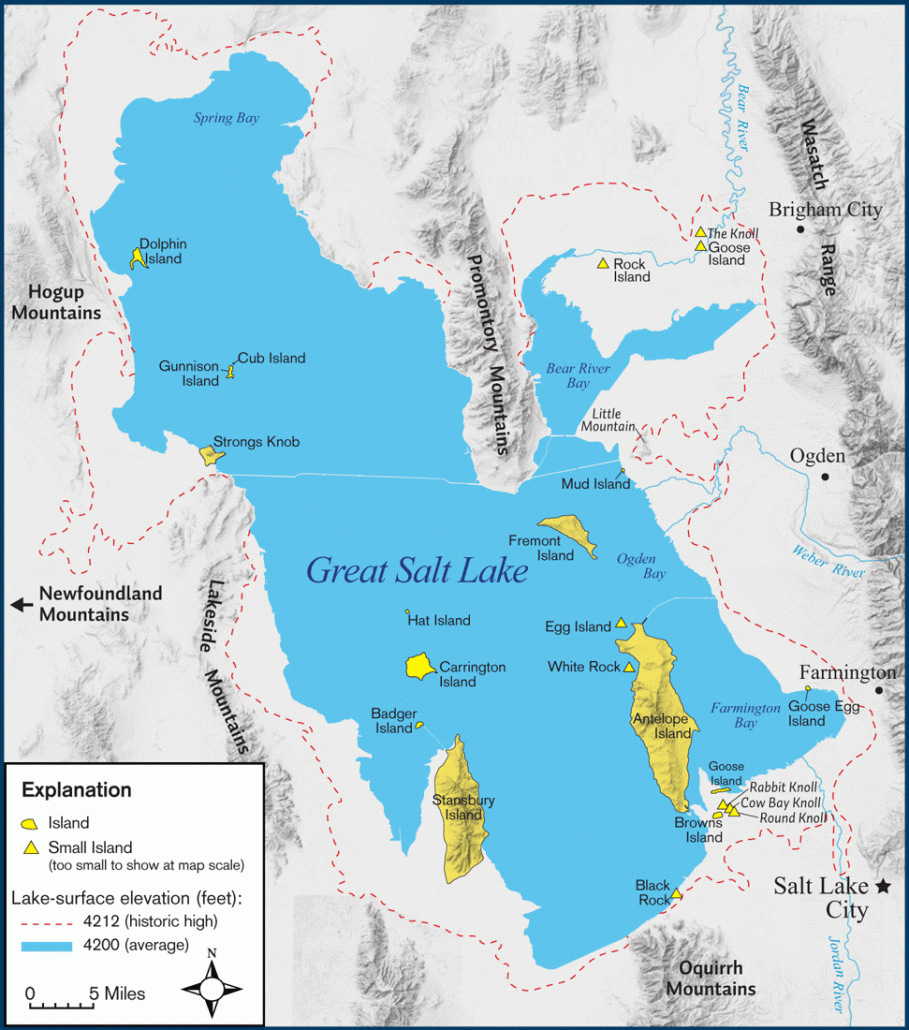 Spring Bay
Bear River
Wasatch
Range
Brigham City
The Knoll
Goose
Island
Rock
Island
Dolphin
Island
Hogup
Mountains
Promontory
Mountains
Cub Island
Gunnison
Island
Bear River
Bay
Little
Mountain
Strongs Knob
Ogden
Mud Island
Fremont
Island
Ogden
Bay
Weber River
Great Salt Lake
Newfoundland
Mountains
Lakeside
Mountains
Hat Island
Egg Island
White Rock
Carrington
Island
Farmington
Antelope
Island
Farmington
Bay
Goose Egg
Island
Badger
Island
Goose
Island
Rabbit Knoll
Cow Bay Knoll
Round Knoll
Browns
Island
Stansbury
Island
Black
Rock
Salt Lake
City
Jordan River
Oquirrh
Mountains
Explanation
Island
Small Island
(too small to show at map scale)
Lake-surface elevation (feet):
4212 (historic high)
4200 (average)
N
0 5 Miles